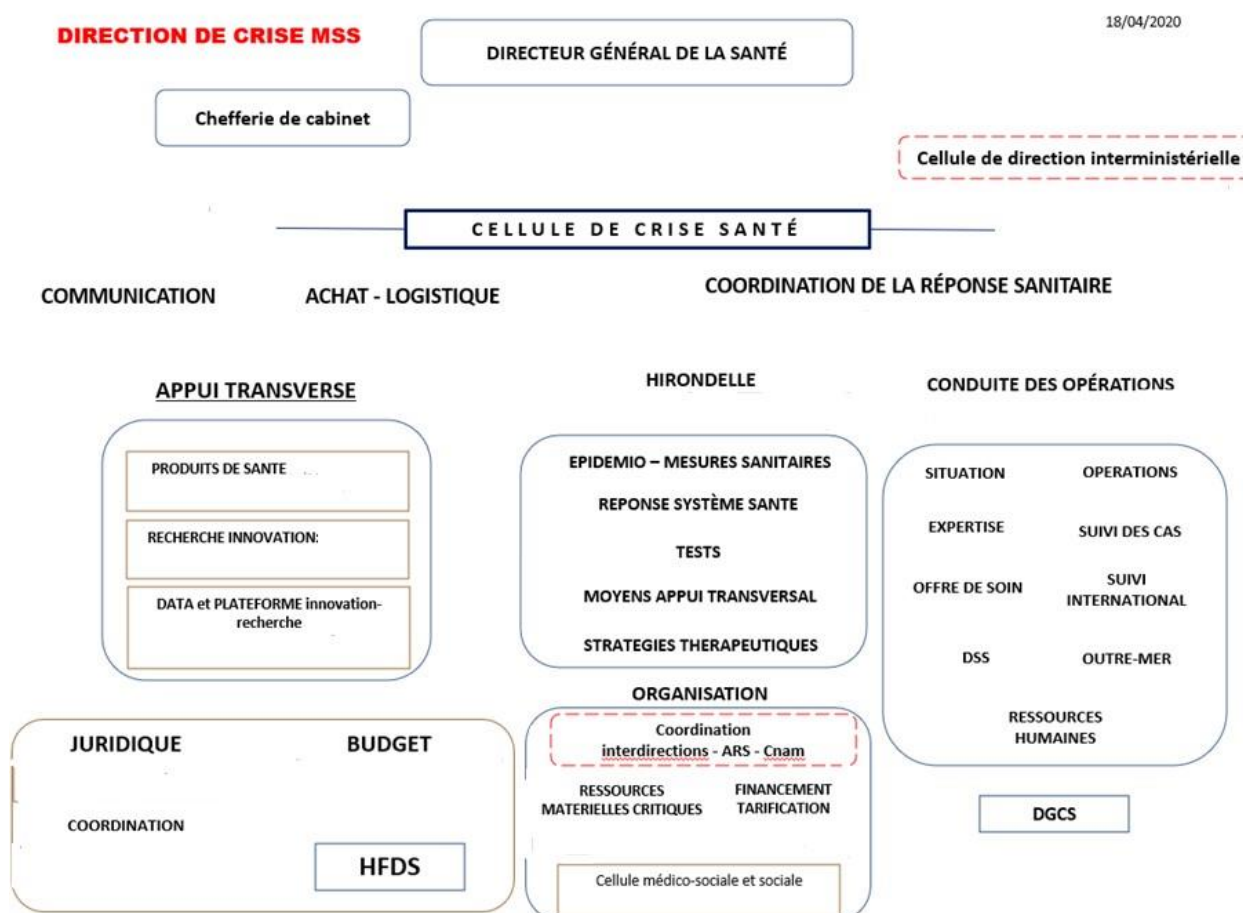 DIRECTION DE CRISE MSS
18/04/2020
DIRECTEUR GÉNÉRAL DE LA SANTÉ
Chefferie de cabinet
Cellule de direction interministérielle
CELLULE DE CRISE SANTÉ
COMMUNICATION
ACHAT - LOGISTIQUE
COORDINATION DE LA RÉPONSE SANITAIRE
APPUI TRANSVERSE
PRODUITS DE SANTE
RECHERCHE INNOVATION:
DATA et PLATEFORME innovation-
recherche
HIRONDELLE
EPIDEMIO – MESURES SANITAIRES
REPONSE SYSTÈME SANTE
TESTS
MOYENS APPUI TRANSVERSAL
STRATEGIES THERAPEUTIQUES
CONDUITE DES OPÉRATIONS
SITUATION
OPERATIONS
EXPERTISE
SUIVI DES CAS
OFFRE DE SOIN
SUIVI
INTERNATIONAL
DSS
OUTRE-MER
RESSOURCES
HUMAINES
JURIDIQUE
BUDGET
COORDINATION
HFDS
ORGANISATION
Coordination
interdirections - ARS - Cnam
RESSOURCES
MATERIELLES CRITIQUES
FINANCEMENT
TARIFICATION
Cellule médico-sociale et sociale
DGCS